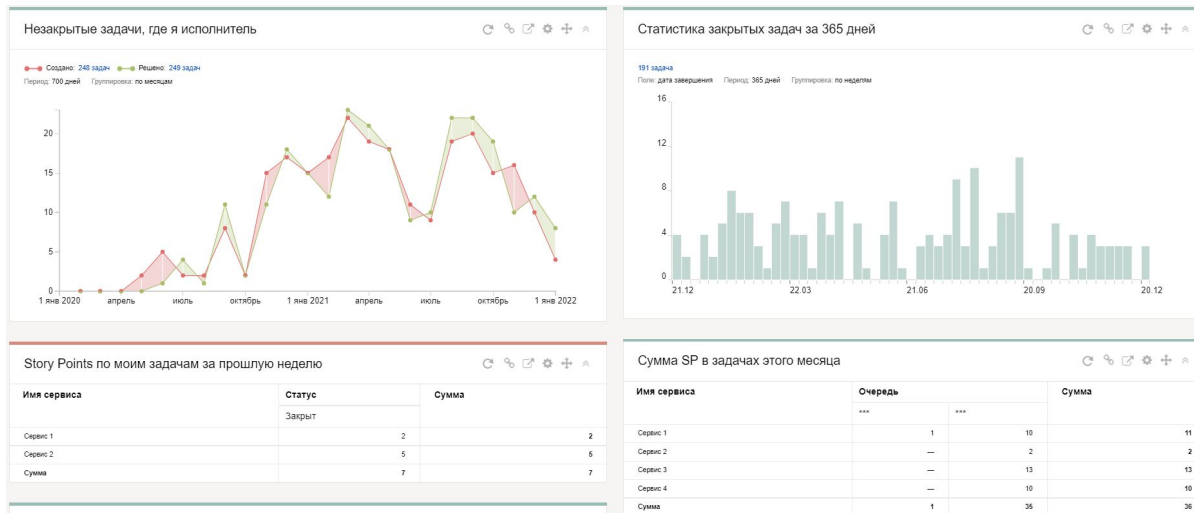 Незакрытые задачи, где я исполнитель
Создано: 248 задач Решено: 249 задач
Период: 700 дней Группировка: по месяцам
20
15
10
5
0
1 янв 2020 апрель июль октябрь 1 янв 2021 апрель июль октябрь 1 янв 2022
Статистика закрытых задач за 365 дней
191 задача
Поле: дата завершения Период: 365 дней Группировка: по неделям
16
12
8
4
0
21.12 22.03 21.06 20.09 20.12
Story Points по моим задачам за прошлую неделю
Имя сервиса Статус Сумма
Закрыт
Сервис 1 2 2
Сервис 2 5 5
Сумма 7 7
Сумма SP в задачах этого месяца
Имя сервиса Очередь Сумма
*** ***
Сервис 1 1 10 11
Сервис 2 — 2 2
Сервис 3 — 13 13
Сервис 4 — 10 10
Сумма 1 35 36